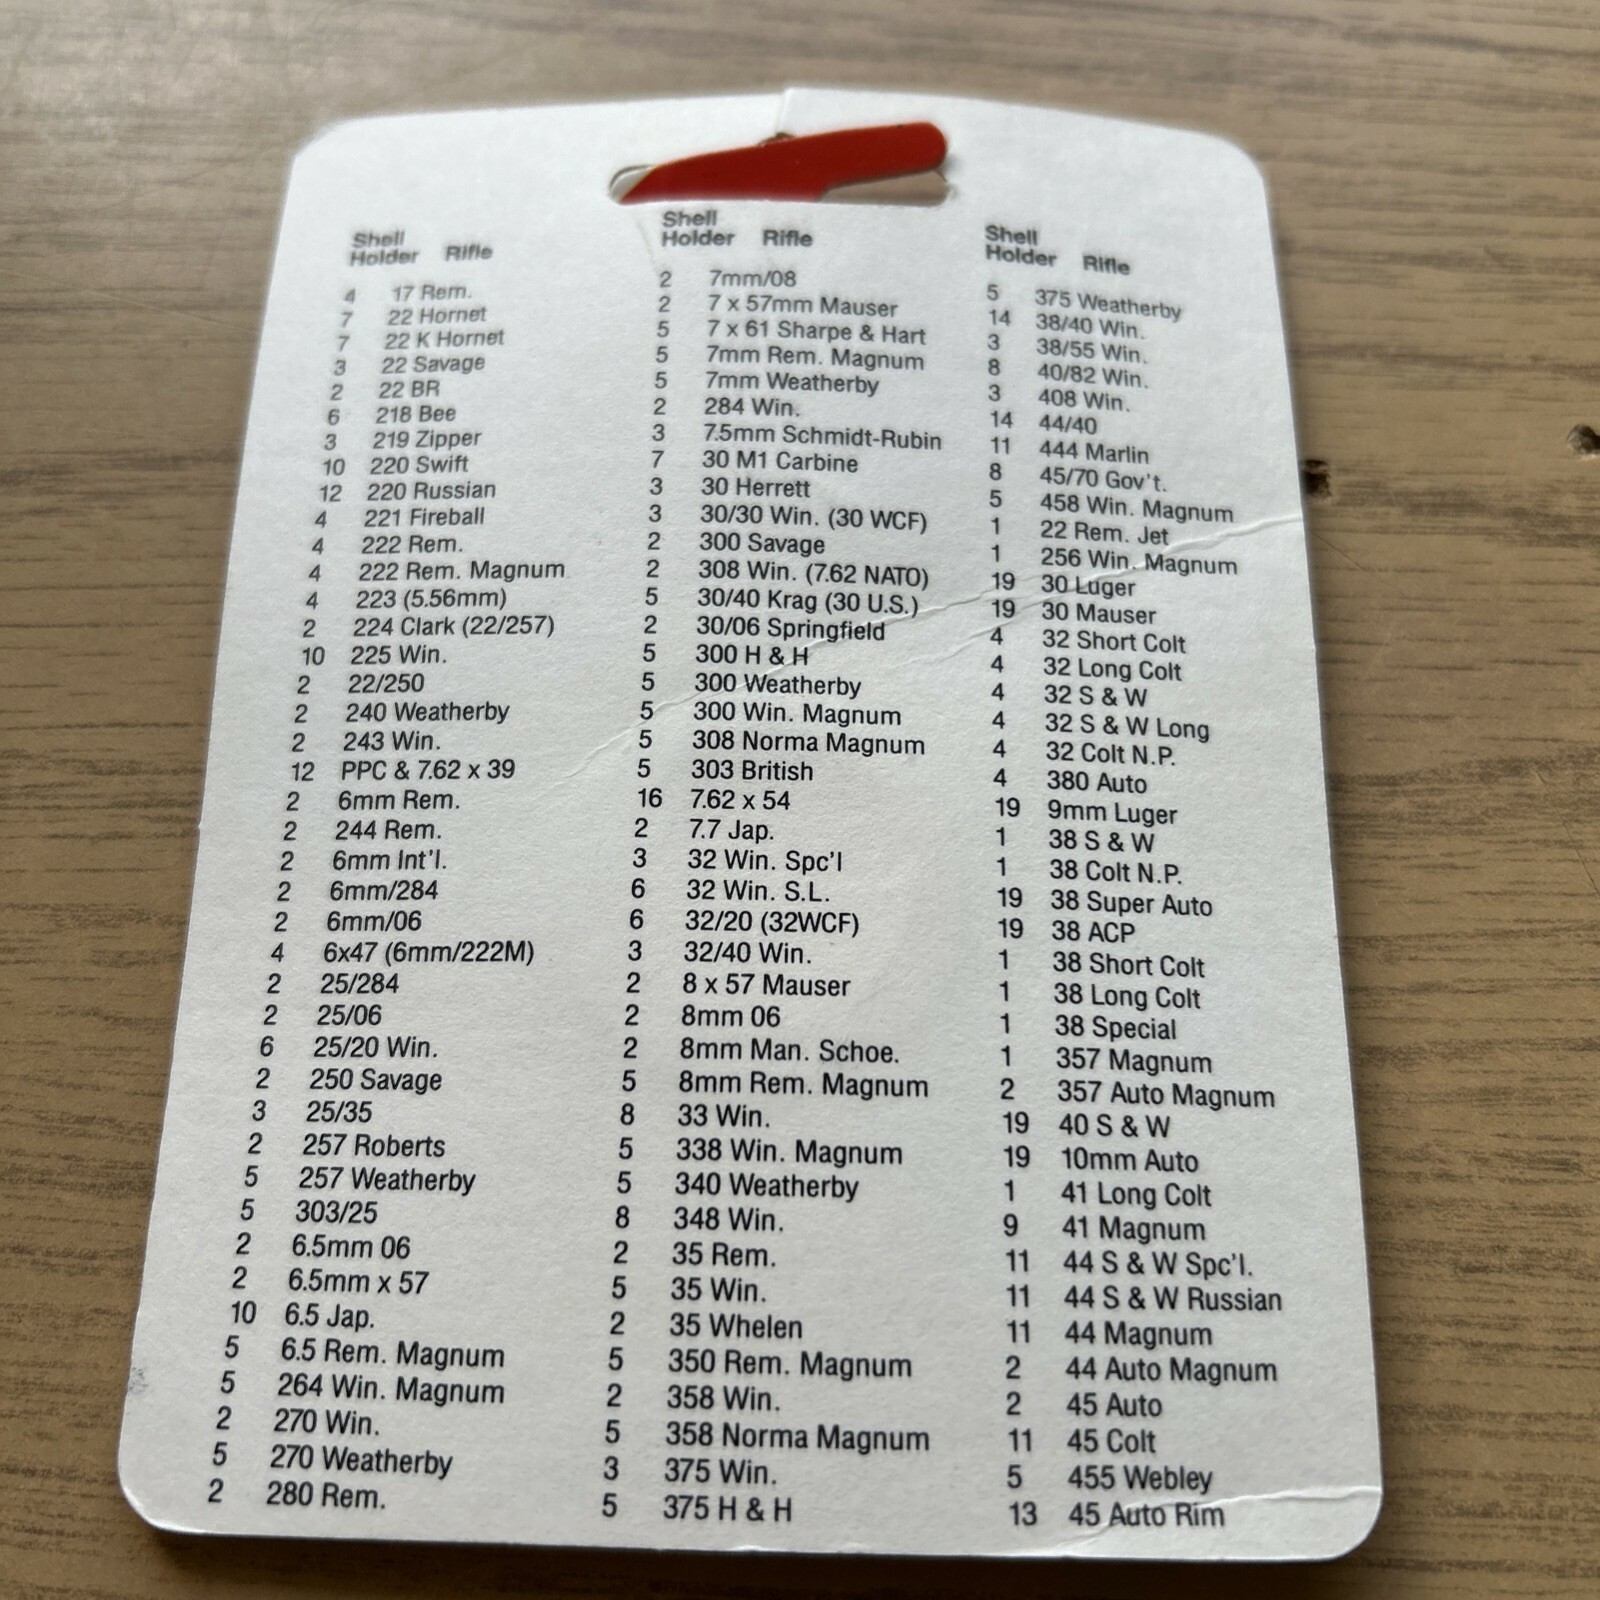 Shell
Holder Rifle
4 17 Rem.
7 22 Hornet
7 22 K Hornet
3 22 Savage
2 22 BR
6 218 Bee
3 219 Zipper
10 220 Swift
12 220 Russian
4 221 Fireball
4 222 Rem.
4 222 Rem. Magnum
4 223 (5.56mm)
2 224 Clark (22/257)
10 225 Win.
2 22/250
2 240 Weatherby
2 243 Win.
12 PPC & 7.62 x 39
2 6mm Rem.
2 244 Rem.
2 6mm Int'l.
2 6mm/284
2 6mm/06
4 6x47 (6mm/222M)
2 25/284
2 25/06
6 25/20 Win.
2 250 Savage
3 25/35
2 257 Roberts
5 257 Weatherby
5 303/25
2 6.5mm 06
2 6.5mm x 57
10 6.5 Jap.
5 6.5 Rem. Magnum
5 264 Win. Magnum
2 270 Win.
5 270 Weatherby
2 280 Rem.
Shell
Holder Rifle
2 7mm/08
2 7 x 57mm Mauser
5 7 x 61 Sharpe & Hart
5 7mm Rem. Magnum
5 7mm Weatherby
2 284 Win.
3 7.5mm Schmidt-Rubin
7 30 M1 Carbine
3 30 Herrett
3 30/30 Win. (30 WCF)
2 300 Savage
2 308 Win. (7.62 NATO)
5 30/40 Krag (30 U.S.)
2 30/06 Springfield
5 300 H & H
5 300 Weatherby
5 300 Win. Magnum
5 308 Norma Magnum
5 303 British
16 7.62 x 54
2 7.7 Jap.
3 32 Win. Spc'l
6 32 Win. S.L.
6 32/20 (32WCF)
3 32/40 Win.
2 8 x 57 Mauser
2 8mm 06
2 8mm Man. Schoe.
5 8mm Rem. Magnum
8 33 Win.
5 338 Win. Magnum
5 340 Weatherby
8 348 Win.
2 35 Rem.
5 35 Win.
2 35 Whelen
5 350 Rem. Magnum
2 358 Win.
5 358 Norma Magnum
3 375 Win.
5 375 H & H
Shell
Holder Rifle
5 375 Weatherby
14 38/40 Win.
3 38/55 Win.
8 40/82 Win.
3 408 Win.
14 44/40
11 444 Marlin
8 45/70 Gov't.
5 458 Win. Magnum
1 22 Rem. Jet
1 256 Win. Magnum
19 30 Luger
19 30 Mauser
4 32 Short Colt
4 32 Long Colt
4 32 S & W
4 32 S & W Long
4 32 Colt N.P.
4 380 Auto
19 9mm Luger
1 38 S & W
1 38 Colt N.P.
19 38 Super Auto
19 38 ACP
1 38 Short Colt
1 38 Long Colt
1 38 Special
1 357 Magnum
2 357 Auto Magnum
19 40 S & W
19 10mm Auto
1 41 Long Colt
9 41 Magnum
11 44 S & W Spc'l.
11 44 S & W Russian
11 44 Magnum
2 44 Auto Magnum
2 45 Auto
11 45 Colt
5 455 Webley
13 45 Auto Rim